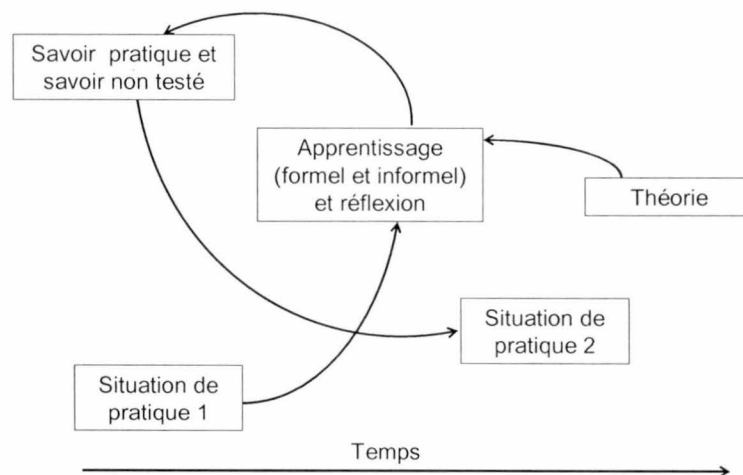 Savoir pratique et
savoir non testé
Apprentissage
(formel et informel)
et réflexion
Théorie
Situation de
pratique 2
Situation de
pratique 1
Temps